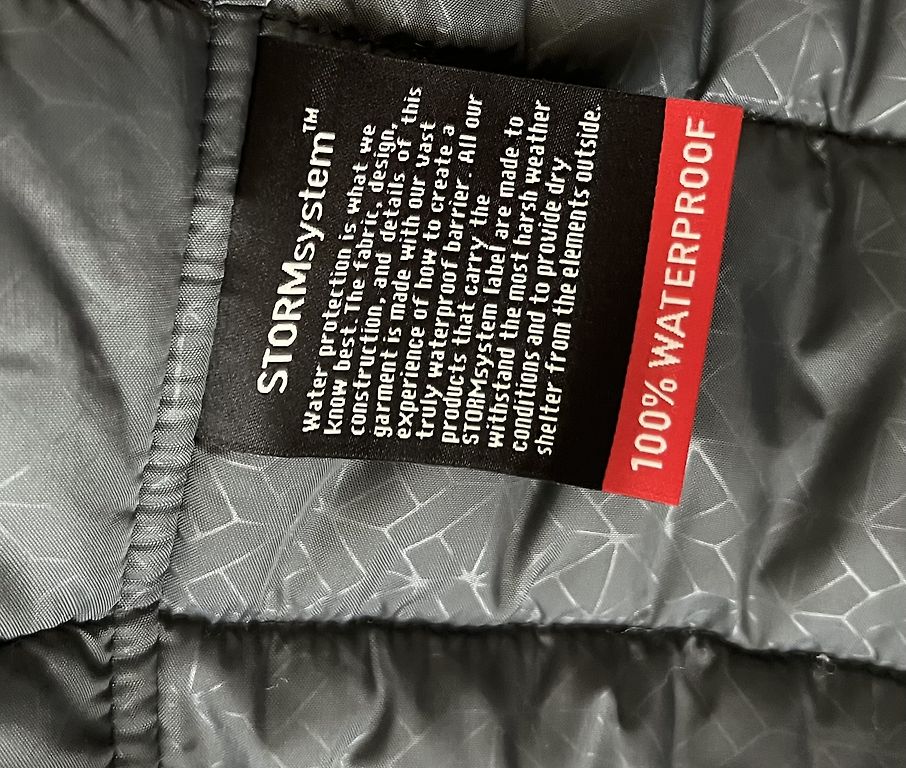 STORMsystem™
Water protection is what we
know best. The fabric, design,
construction, and details of this
garment is made with our vast
experience of how to create a
truly waterproof barrier. All our
products that carry the
STORMsystem label are made to
withstand the most harsh weather
conditions and to provide dry
shelter from the elements outside.
100% WATERPROOF